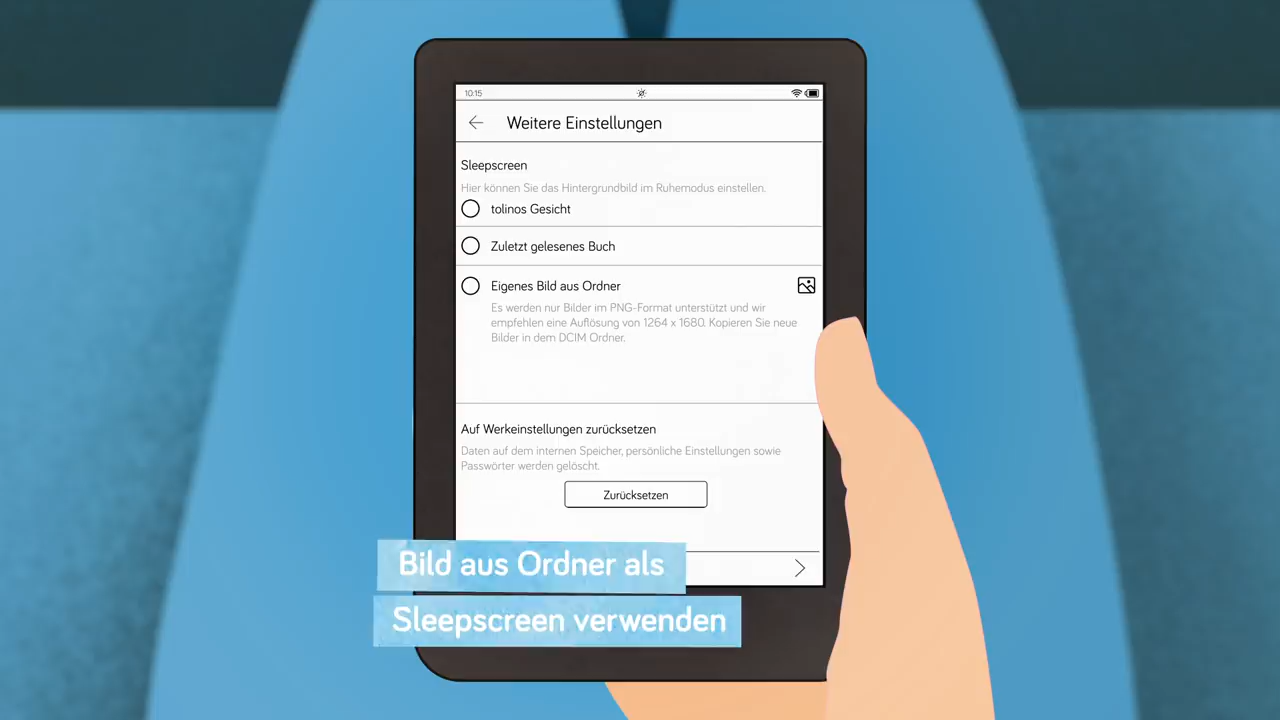 10:15
Weitere Einstellungen
Sleepscreen
Hier können Sie das Hintergrundbild im Ruhemodus einstellen.
tolinos Gesicht
Zuletzt gelesenes Buch
Eigenes Bild aus Ordner
Es werden nur Bilder im PNG-Format unterstützt und wir
empfehlen eine Auflösung von 1264 x 1680. Kopieren Sie neue
Bilder in dem DCIM Ordner.
Auf Werkeinstellungen zurücksetzen
Daten auf dem internen Speicher, persönliche Einstellungen sowie
Passwörter werden gelöscht.
Zurücksetzen
Bild aus Ordner als
Sleepscreen verwenden